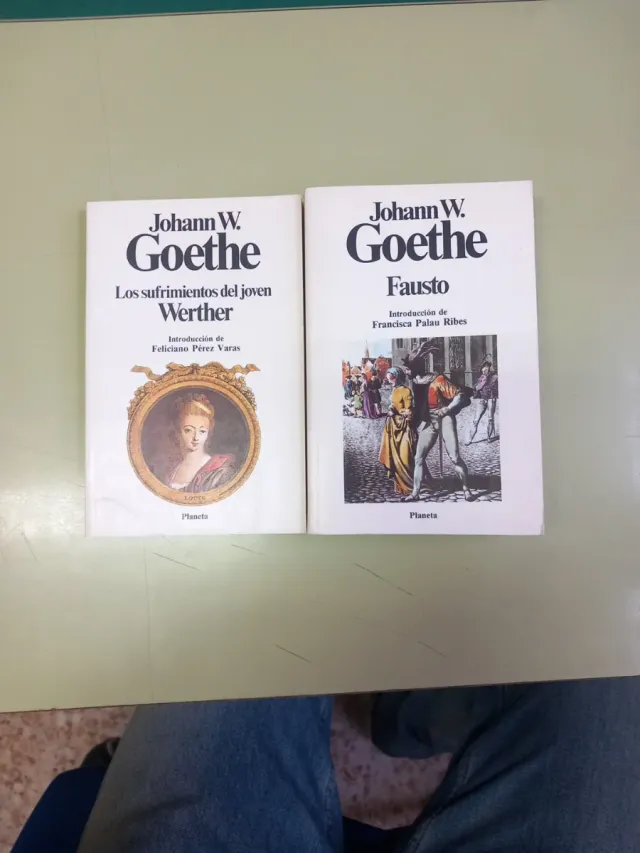 Johann W.
Goethe
Los sufrimientos del joven
Werther
Introducción de
Feliciano Pérez Varas
Planeta
Johann W.
Goethe
Fausto
Introducción de
Francisca Palau Ribes
Planeta